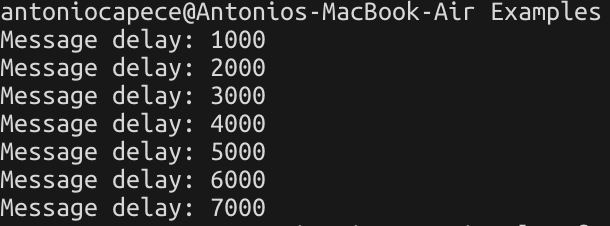 antoniocapece@Antonios-MacBook-Air Examples
Message delay: 1000
Message delay: 2000
Message delay: 3000
Message delay: 4000
Message delay: 5000
Message delay: 6000
Message delay: 7000